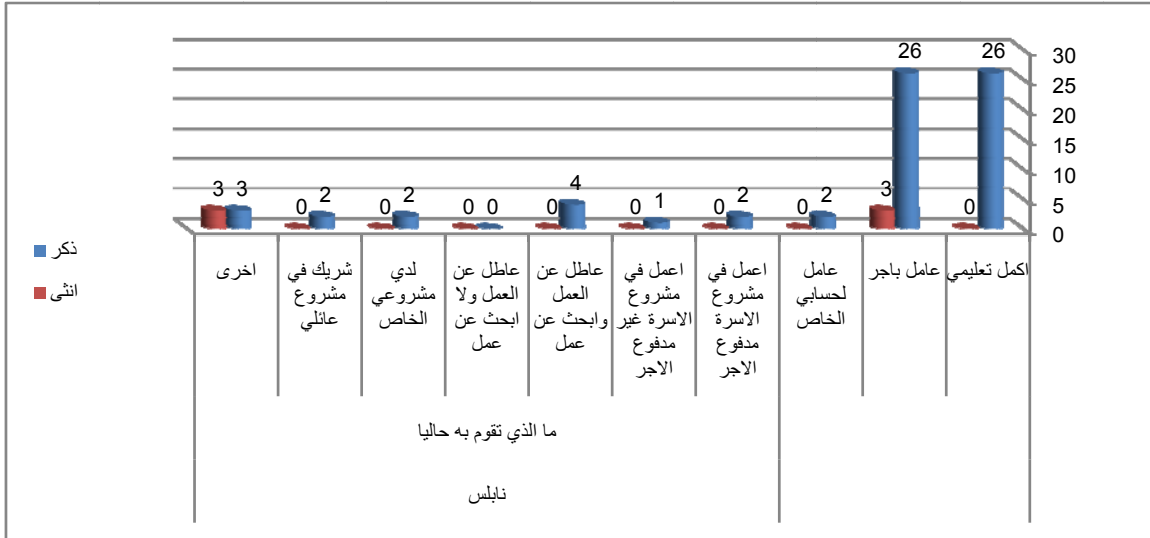 30
25
20
15
10
5
0
26
0
26
3
2
0
2
0
1
0
4
0
0
0
2
0
2
0
3
3
اكمل تعليمي
عامل باجر
عامل
لحسابي
الخاص
اعمل في
مشروع
الاسرة
مدفوع
الاجر
اعمل في
مشروع
الاسرة غير
مدفوع
الاجر
عاطل عن
العمل
وابحث عن
عمل
عاطل عن
العمل ولا
ابحث عن
عمل
لدي
مشروعي
الخاص
شريك في
مشروع
عائلي
اخرى
ما الذي تقوم به حاليا
نابلس
ذكر
انثى